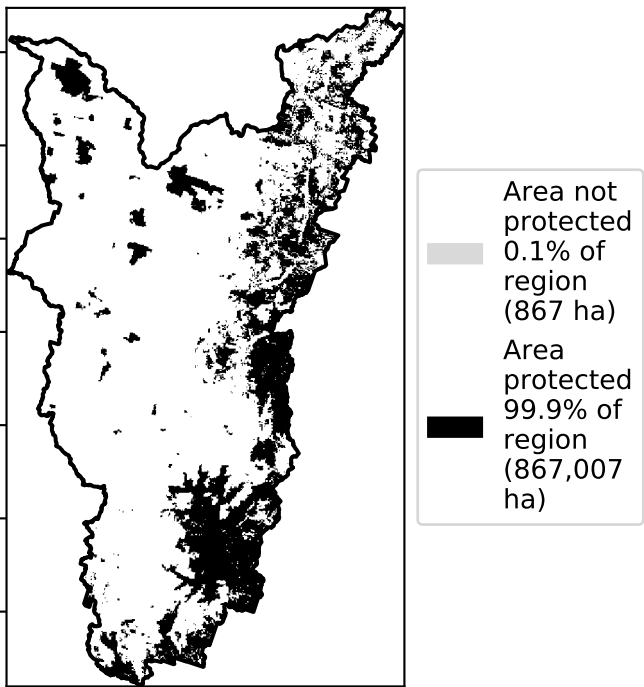 Area not
protected
0.1% of
region
(867 ha)
Area
protected
99.9% of
region
(867,007
ha)